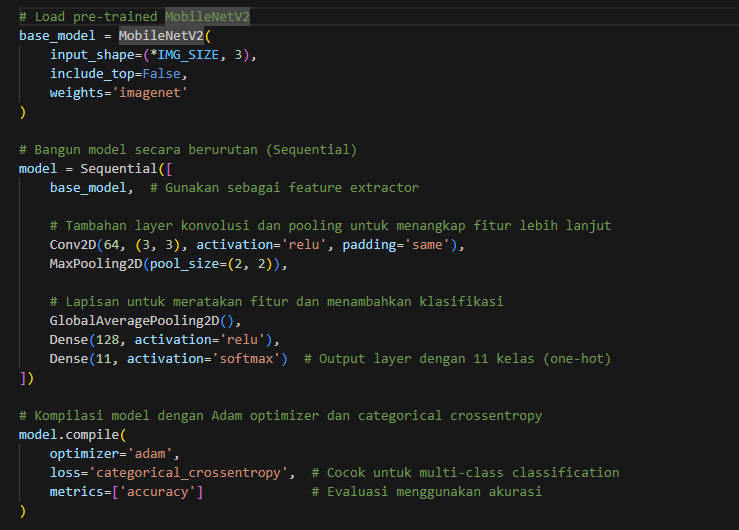 # Load pre-trained MobileNetV2
base_model = MobileNetV2(
    input_shape=(*IMG_SIZE, 3),
    include_top=False,
    weights='imagenet'
)

# Bangun model secara berurutan (Sequential)
model = Sequential([
    base_model,  # Gunakan sebagai feature extractor

    # Tambahan layer konvolusi dan pooling untuk menangkap fitur lebih lanjut
    Conv2D(64, (3, 3), activation='relu', padding='same'),
    MaxPooling2D(pool_size=(2, 2)),

    # Lapisan untuk meratakan fitur dan menambahkan klasifikasi
    GlobalAveragePooling2D(),
    Dense(128, activation='relu'),
    Dense(11, activation='softmax')  # Output layer dengan 11 kelas (one-hot)
])

# Kompilasi model dengan Adam optimizer dan categorical crossentropy
model.compile(
    optimizer='adam',
    loss='categorical_crossentropy',  # Cocok untuk multi-class classification
    metrics=['accuracy']              # Evaluasi menggunakan akurasi
)